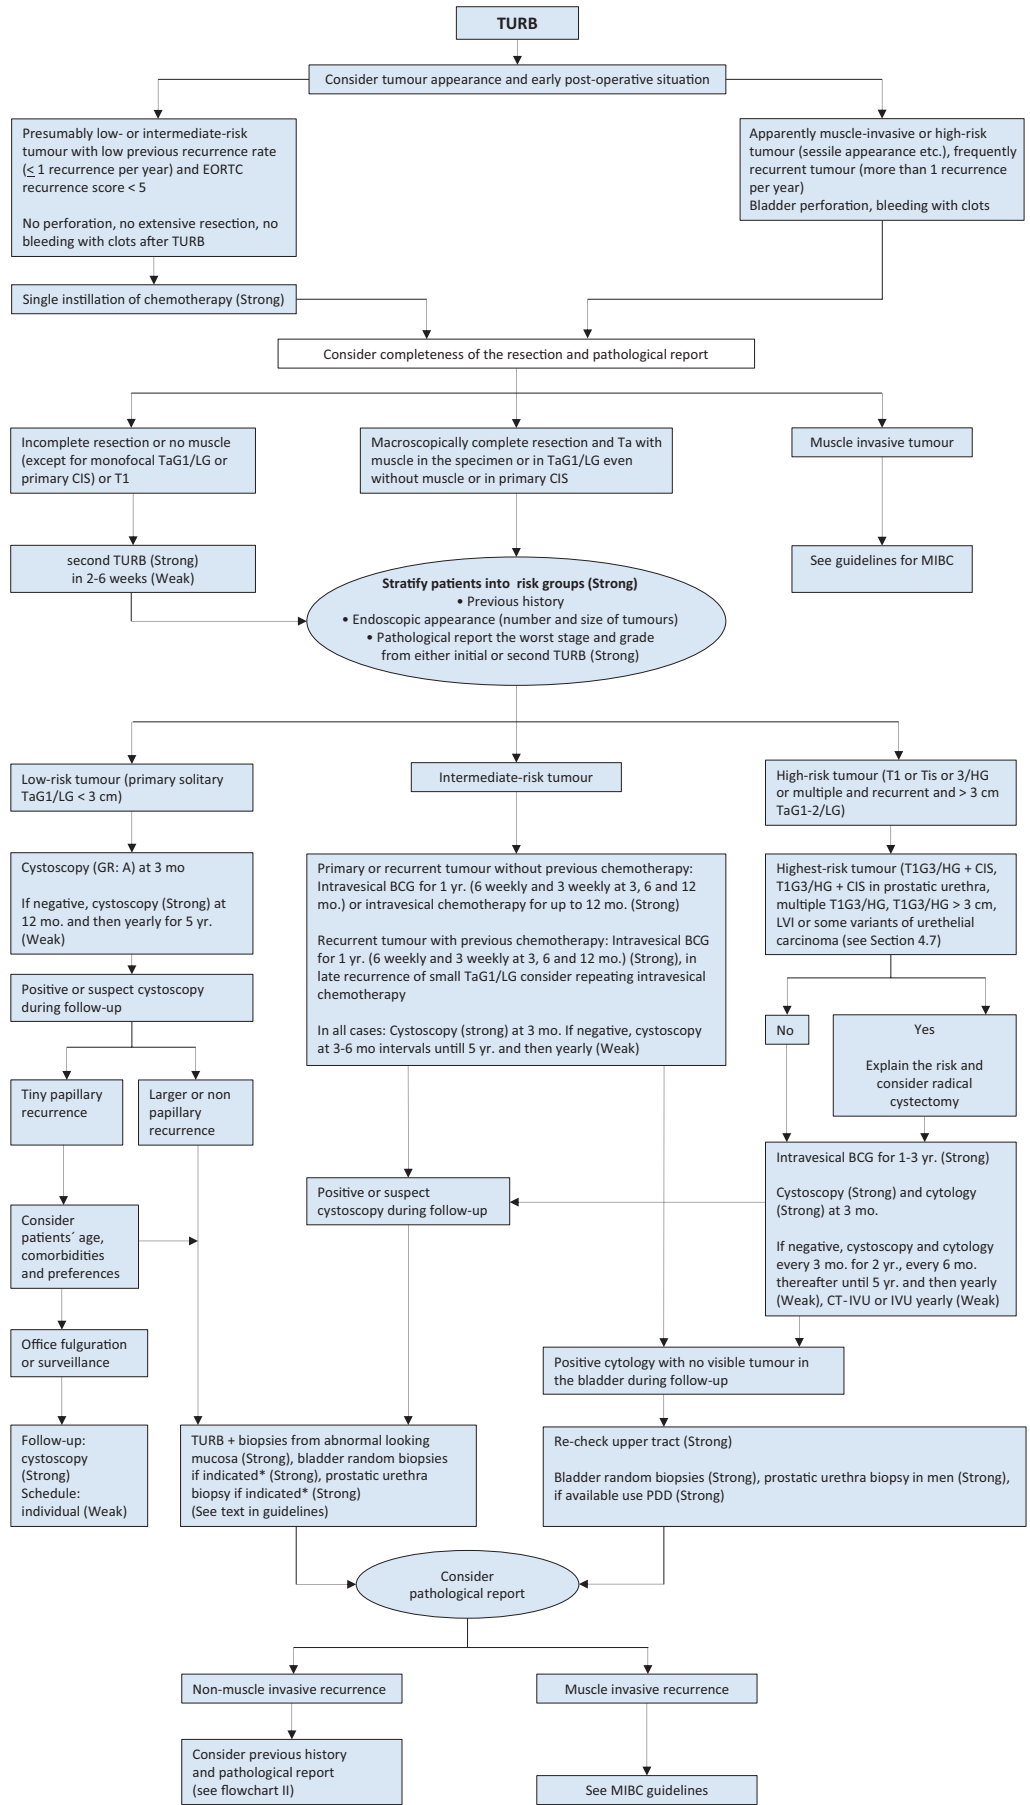 TURB
Consider tumour appearance and early post-operative situation
Presumably low- or intermediate-risk
tumour with low previous recurrence rate
(≤ 1 recurrence per year) and EORTC
recurrence score < 5
No perforation, no extensive resection, no
bleeding with clots after TURB
Apparently muscle-invasive or high-risk
tumour (sessile appearance etc.), frequently
recurrent tumour (more than 1 recurrence
per year)
Bladder perforation, bleeding with clots
Single instillation of chemotherapy (Strong)
Consider completeness of the resection and pathological report
Incomplete resection or no muscle
(except for monofocal TaG1/LG or
primary CIS) or T1
Macroscopically complete resection and Ta with
muscle in the specimen or in TaG1/LG even
without muscle or in primary CIS
Muscle invasive tumour
second TURB (Strong)
in 2-6 weeks (Weak)
Stratify patients into risk groups (Strong)
• Previous history
• Endoscopic appearance (number and size of tumours)
• Pathological report the worst stage and grade
from either initial or second TURB (Strong)
See guidelines for MIBC
Low-risk tumour (primary solitary
TaG1/LG < 3 cm)
Intermediate-risk tumour
High-risk tumour (T1 or Tis or 3/HG
or multiple and recurrent and > 3 cm
TaG1-2/LG)
Cystoscopy (GR: A) at 3 mo
If negative, cystoscopy (Strong) at
12 mo. and then yearly for 5 yr.
(Weak)
Primary or recurrent tumour without previous chemotherapy:
Intravesical BCG for 1 yr. (6 weekly and 3 weekly at 3, 6 and 12
mo.) or intravesical chemotherapy for up to 12 mo. (Strong)
Recurrent tumour with previous chemotherapy: Intravesical BCG
for 1 yr. (6 weekly and 3 weekly at 3, 6 and 12 mo.) (Strong), in
late recurrence of small TaG1/LG consider repeating intravesical
chemotherapy
In all cases: Cystoscopy (strong) at 3 mo. If negative, cystoscopy
at 3-6 mo intervals untill 5 yr. and then yearly (Weak)
Highest-risk tumour (T1G3/HG + CIS,
T1G3/HG + CIS in prostatic urethra,
multiple T1G3/HG, T1G3/HG > 3 cm,
LVI or some variants of urethelial
carcinoma (see Section 4.7)
Positive or suspect cystoscopy
during follow-up
No
Yes
Explain the risk and
consider radical
cystectomy
Tiny papillary
recurrence
Larger or non
papillary
recurrence
Intravesical BCG for 1-3 yr. (Strong)
Cystoscopy (Strong) and cytology
(Strong) at 3 mo.
If negative, cystoscopy and cytology
every 3 mo. for 2 yr., every 6 mo.
thereafter until 5 yr. and then yearly
(Weak), CT-IVU or IVU yearly (Weak)
Positive or suspect
cystoscopy during follow-up
Consider
patients´ age,
comorbidities
and preferences
Office fulguration
or surveillance
Positive cytology with no visible tumour in
the bladder during follow-up
Follow-up:
cystoscopy
(Strong)
Schedule:
individual (Weak)
TURB + biopsies from abnormal looking
mucosa (Strong), bladder random biopsies
if indicated* (Strong), prostatic urethra
biopsy if indicated* (Strong)
(See text in guidelines)
Re-check upper tract (Strong)
Bladder random biopsies (Strong), prostatic urethra biopsy in men (Strong),
if available use PDD (Strong)
Consider
pathological report
Non-muscle invasive recurrence
Muscle invasive recurrence
Consider previous history
and pathological report
(see flowchart II)
See MIBC guidelines